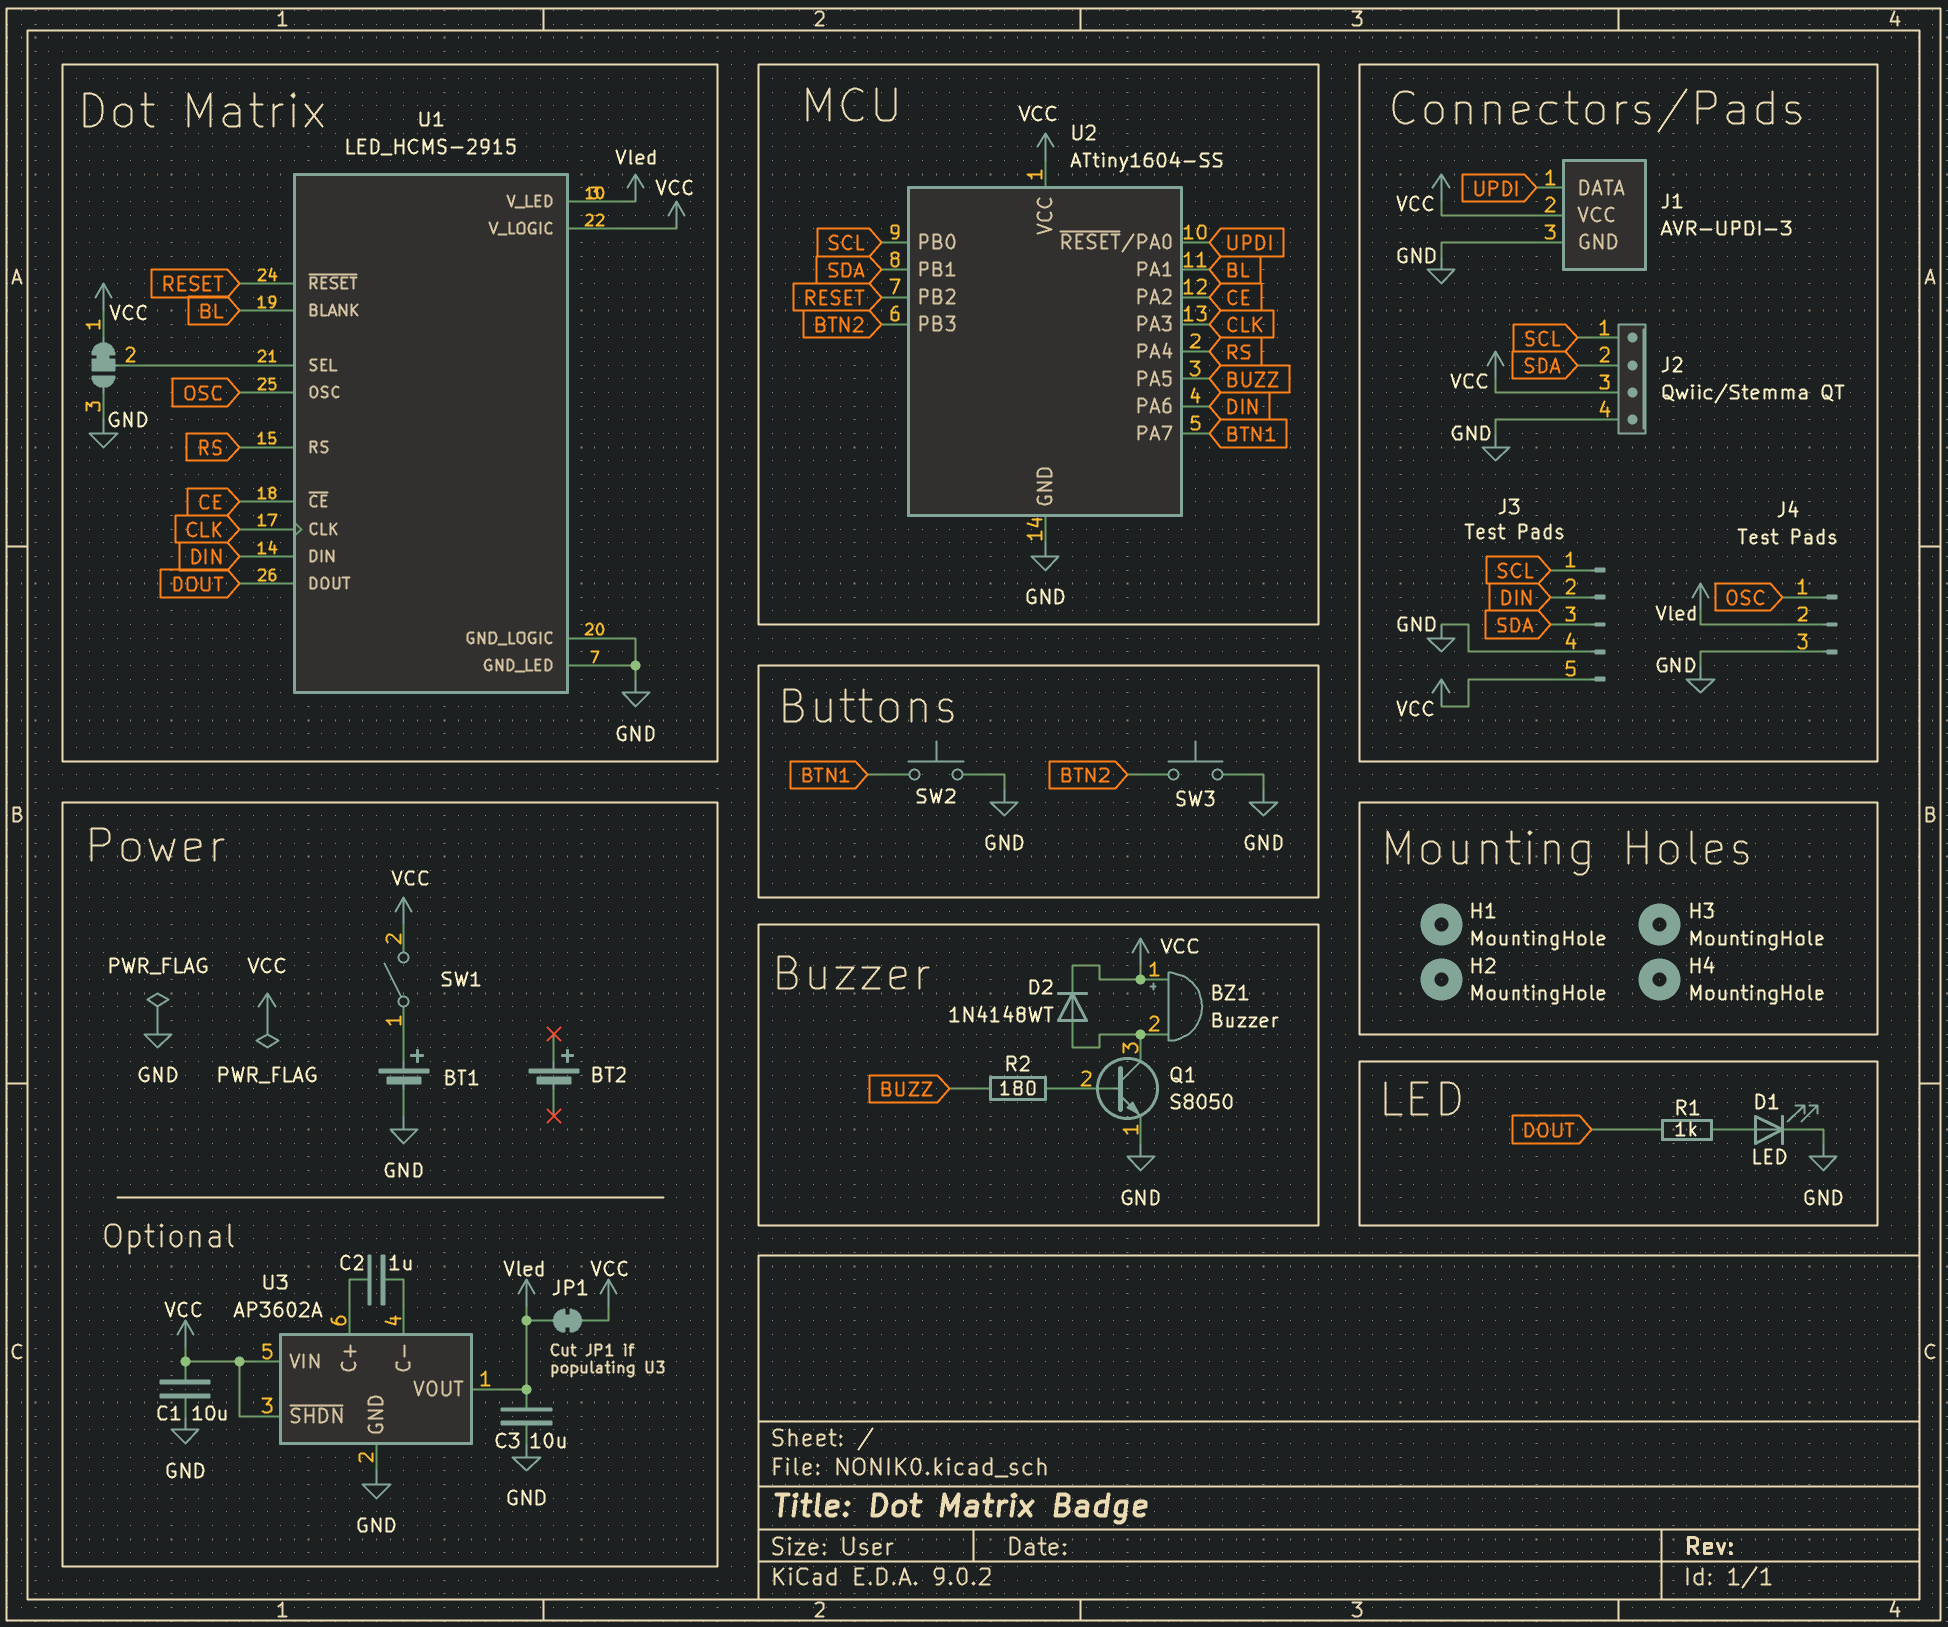 1 2 3 4
A
B
C
Dot Matrix
U1
LED_HCMS-2915
Vled
VCC
V_LED 3 10
V_LOGIC 22
RESET 24 RESET
BL 19 BLANK
VCC
1
2 21 SEL
OSC 25 OSC
3
GND
RS 15 RS
CE 18 CE
CLK 17 CLK
DIN 14 DIN
DOUT 26 DOUT
GND_LOGIC 20
GND_LED 7
GND
MCU
VCC
U2
ATtiny1604-SS
1
VCC
SCL 9 PB0
SDA 8 PB1
RESET 7 PB2
BTN2 6 PB3
RESET/PA0 10 UPDI
PA1 11 BL
PA2 12 CE
PA3 13 CLK
PA4 2 RS
PA5 3 BUZZ
PA6 4 DIN
PA7 5 BTN1
GND
14
GND
Connectors/Pads
UPDI 1 DATA
VCC 2 VCC
GND 3 GND
J1
AVR-UPDI-3
SCL 1
SDA 2
VCC 3
GND 4
J2
Qwiic/Stemma QT
J3
Test Pads
SCL 1
DIN 2
SDA 3
GND 4
VCC 5
J4
Test Pads
OSC 1
Vled 2
GND 3
Buttons
BTN1
SW2
GND
BTN2
SW3
GND
Power
VCC
2
SW1
1
PWR_FLAG
GND
VCC
PWR_FLAG
+
BT1
GND
+
BT2
Optional
C2 1u
U3
AP3602A
VCC
6 4
5 VIN C+ C-
3 SHDN GND VOUT 1
C1 10u
GND
2
GND
Vled VCC
JP1
Cut JP1 if
populating U3
C3 10u
GND
Buzzer
VCC
D2
1N4148WT
1
+
BZ1
Buzzer
2
3
BUZZ
R2
180
2
Q1
S8050
1
GND
Mounting Holes
H1
MountingHole
H2
MountingHole
H3
MountingHole
H4
MountingHole
LED
DOUT
R1
1k
D1
LED
GND
Sheet: /
File: NONIK0.kicad_sch
Title: Dot Matrix Badge
Size: User Date: Rev:
KiCad E.D.A. 9.0.2 Id: 1/1
A
B
C
1 2 3 4